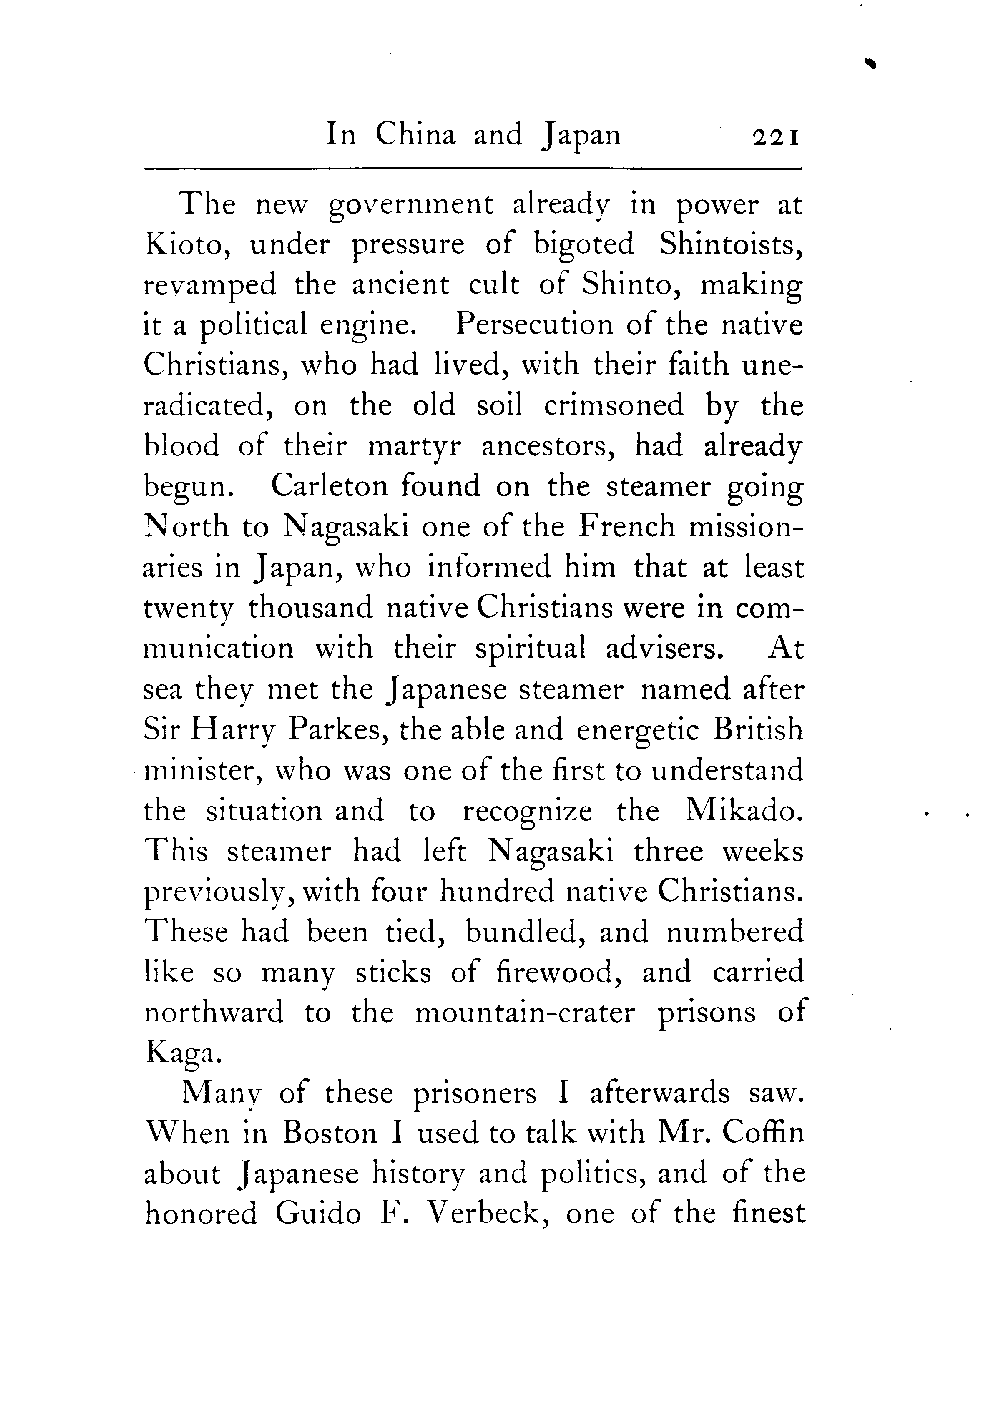 In China and Japan 221
The new government already in power at
Kioto, under pressure of bigoted Shintoists,
revamped the ancient cult of Shinto, making
it a political engine. Persecution of the native
Christians, who had lived, with their faith une-
radicated, on the old soil crimsoned by the
blood of their martyr ancestors, had already
begun. Carleton found on the steamer going
North to Nagasaki one of the French mission-
aries in Japan, who informed him that at least
twenty thousand native Christians were in com-
munication with their spiritual advisers. At
sea they met the Japanese steamer named after
Sir Harry Parkes, the able and energetic British
minister, who was one of the first to understand
the situation and to recognize the Mikado.
This steamer had left Nagasaki three weeks
previously, with four hundred native Christians.
These had been tied, bundled, and numbered
like so many sticks of firewood, and carried
northward to the mountain-crater prisons of
Kaga.
Many of these prisoners I afterwards saw.
When in Boston I used to talk with Mr. Coffin
about Japanese history and politics, and of the
honored Guido F. Verbeck, one of the finest